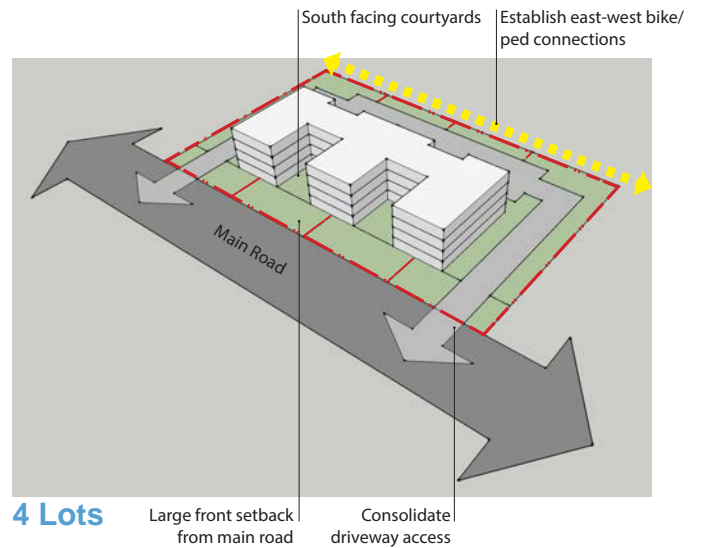 South facing courtyards
Establish east-west bike/
ped connections
Main Road
4 Lots
Large front setback
from main road
Consolidate
driveway access